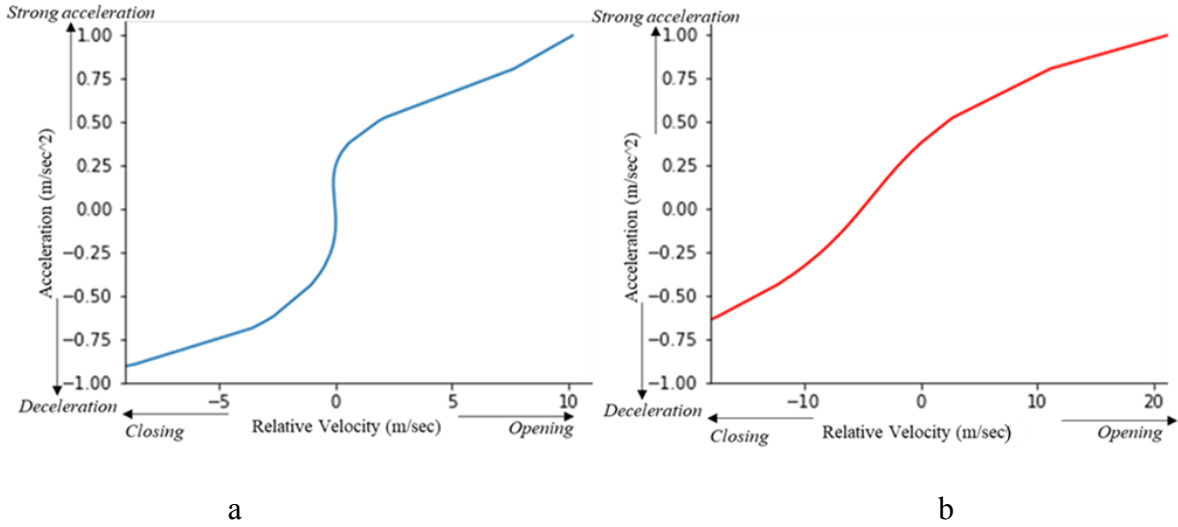 Strong acceleration
1.00
0.75
0.50
0.25
0.00
−0.25
−0.50
−0.75
−1.00
Acceleration (m/sec^2)
Deceleration
−5
0
5
10
Closing
Relative Velocity (m/sec)
Opening
a
Strong acceleration
1.00
0.75
0.50
0.25
0.00
−0.25
−0.50
−0.75
−1.00
Acceleration (m/sec^2)
Deceleration
−10
0
10
20
Closing
Relative Velocity (m/sec)
Opening
b